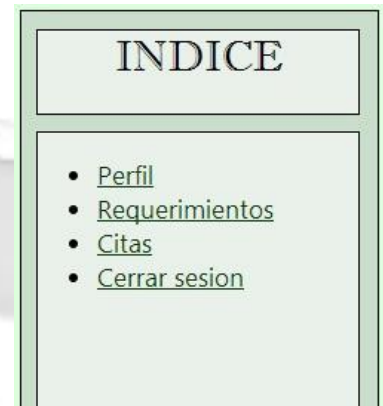 INDICE
Perfil
Requerimientos
Citas
Cerrar sesion